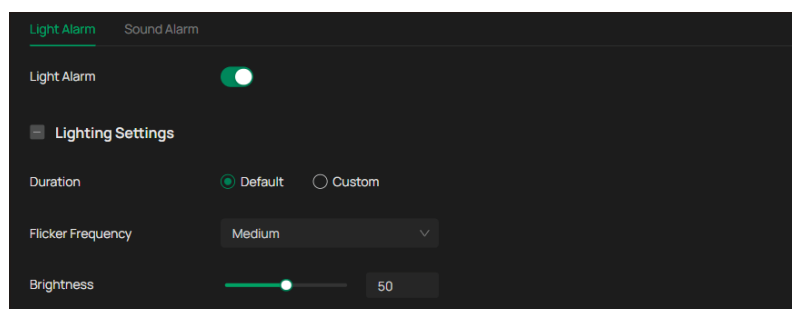 Light Alarm Sound Alarm
Light Alarm
Lighting Settings
Duration Default Custom
Flicker Frequency Medium
Brightness 50